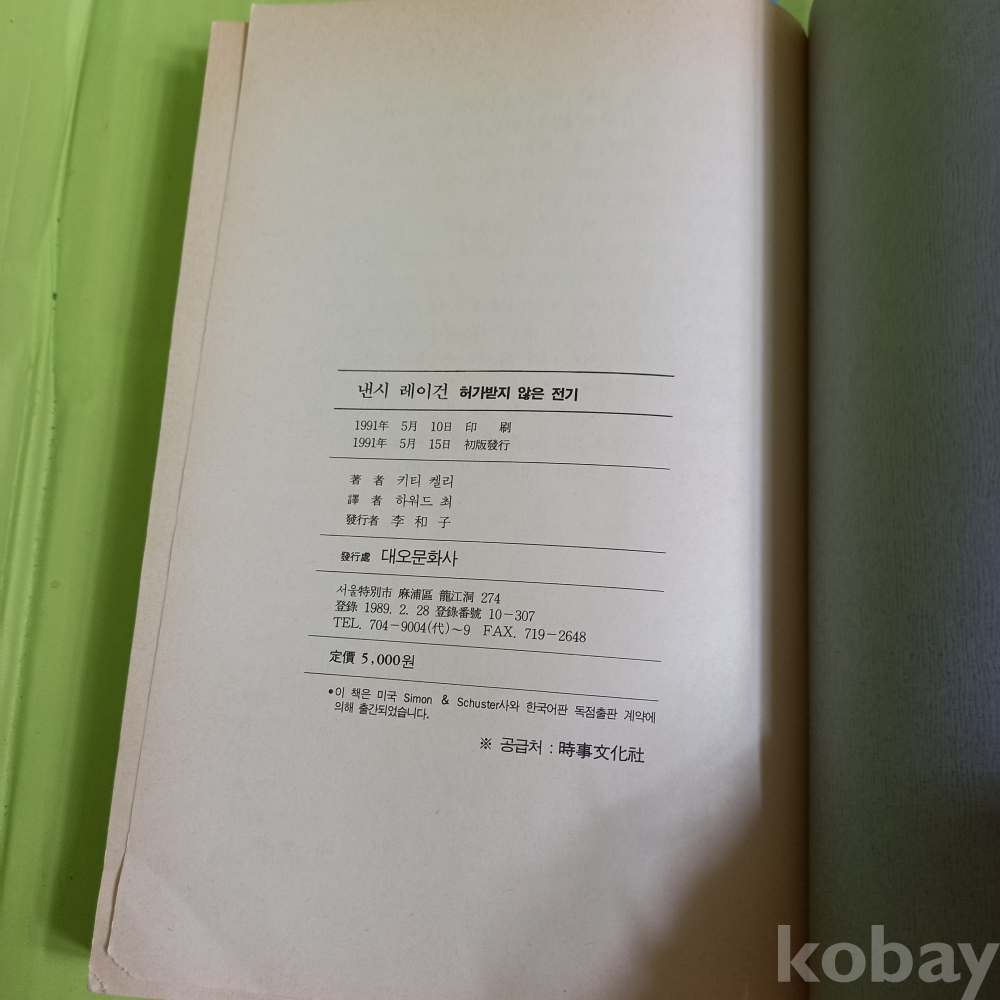 낸시 레이건 허가받지 않은 전기
1991年 5月 10日 印 刷
1991年 5月 15日 初版發行
著 者 키티 켈리
譯 者 하워드 최
發行者 李 和 子
發行處 대오문화사
서울特別市 麻浦區 龍江洞 274
登錄 1989. 2. 28 登錄番號 10-307
TEL. 704-9004(代)~9 FAX. 719-2648
定價 5,000원
•이 책은 미국 Simon & Schuster사와 한국어판 독점출판 계약에
의해 출간되었습니다.
※ 공급처 : 時事文化社
kobay